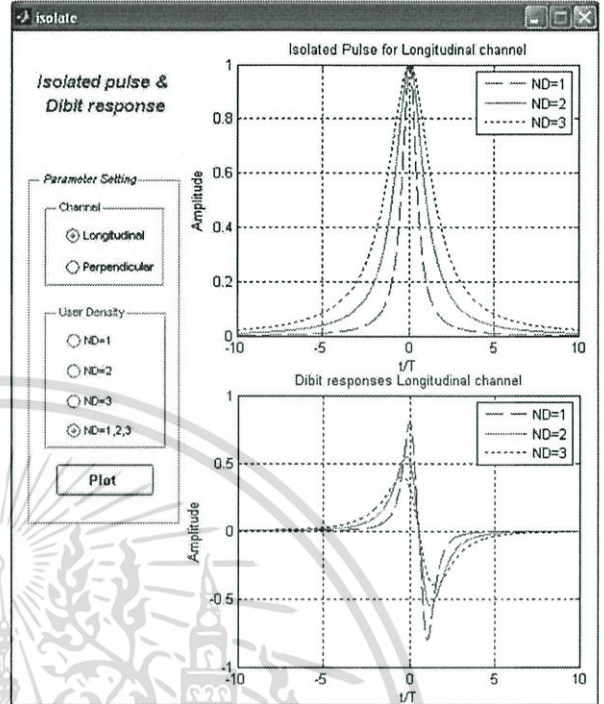 isolate
Isolated pulse &
Dibit response
Parameter Setting
Channel
Longitudinal
Perpendicular
User Density
ND=1
ND=2
ND=3
ND=1,2,3
Plot
Isolated Pulse for Longitudinal channel
ND=1
ND=2
ND=3
Amplitude
1
0.8
0.6
0.4
0.2
0
-10
-5
0
5
10
t/T
Dibit responses Longitudinal channel
ND=1
ND=2
ND=3
Amplitude
1
0.5
0
-0.5
-1
-10
-5
0
5
10
t/T